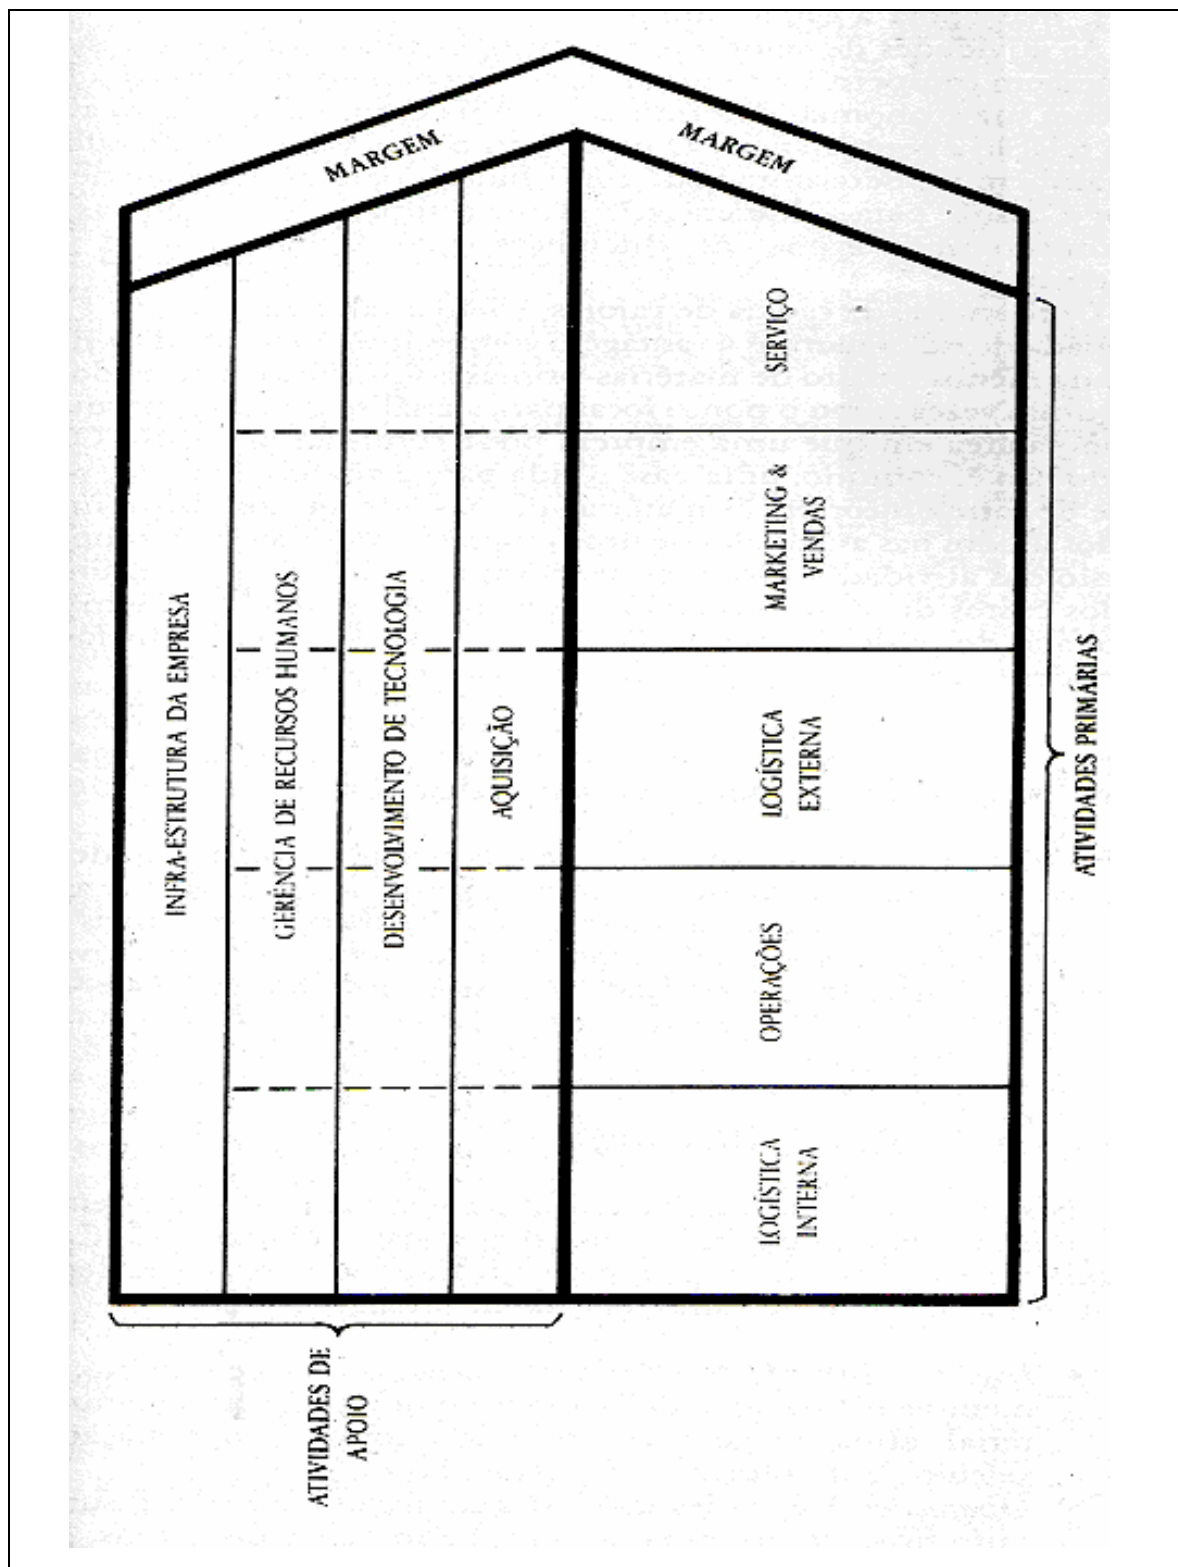 ATIVIDADES DE
APOIO
INFRA-ESTRUTURA DA EMPRESA
GERÊNCIA DE RECURSOS HUMANOS
DESENVOLVIMENTO DE TECNOLOGIA
AQUISIÇÃO
MARGEM
LOGÍSTICA
INTERNA
OPERAÇÕES
LOGÍSTICA
EXTERNA
MARKETING &
VENDAS
SERVIÇO
MARGEM
ATIVIDADES PRIMÁRIAS